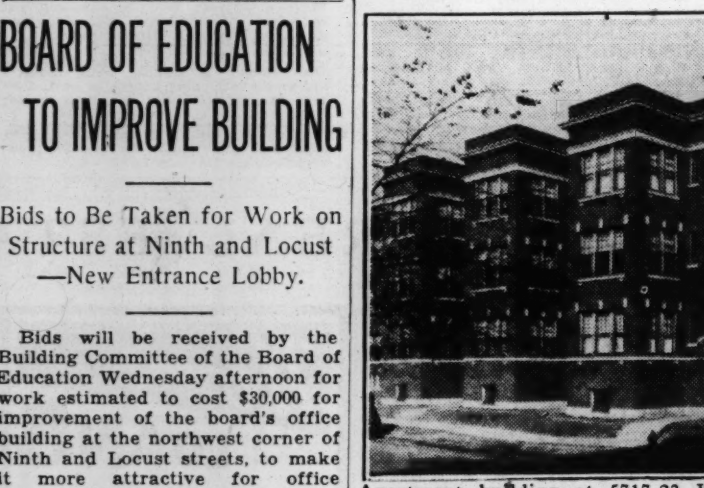 BOARD OF EDUCATION
TO IMPROVE BUILDING
Bids to Be Taken for Work on
Structure at Ninth and Locust
—New Entrance Lobby.
Bids will be received by the
Building Committee of the Board of
Education Wednesday afternoon for
work estimated to cost $30,000 for
improvement of the board's office
building at the northwest corner of
Ninth and Locust streets, to make
it more attractive for office